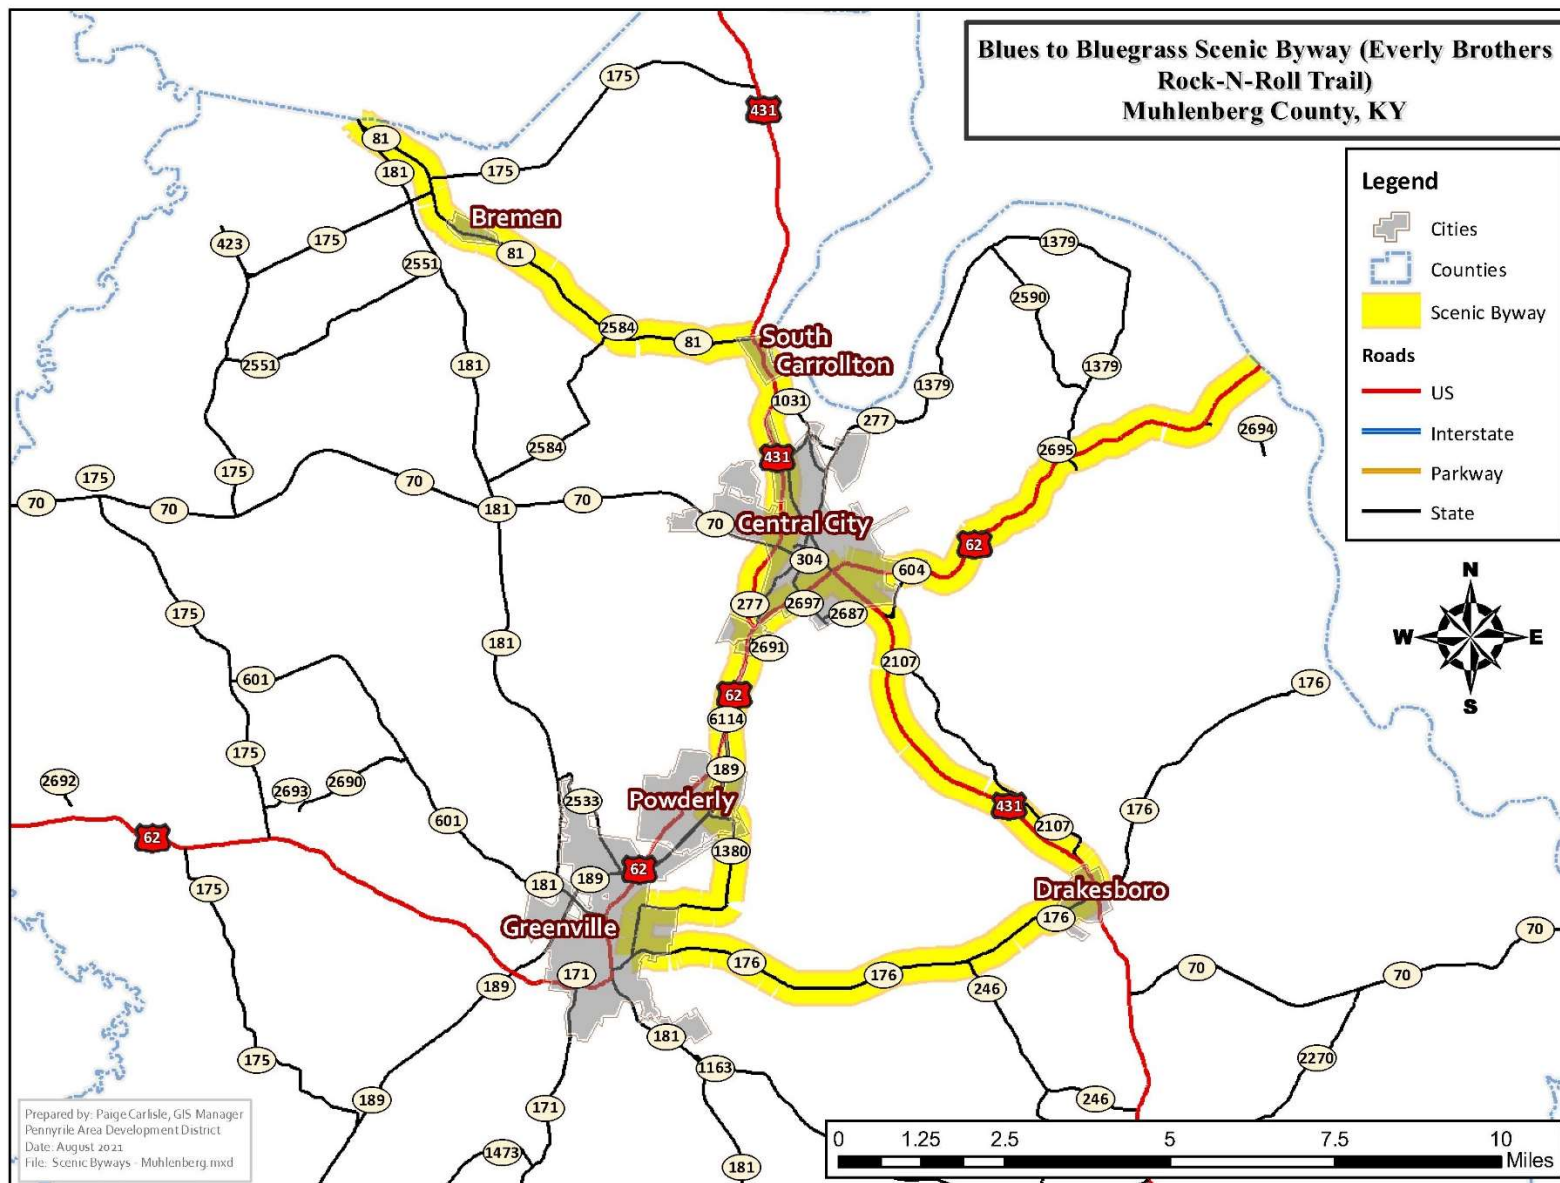 Blues to Bluegrass Scenic Byway (Everly Brothers
Rock-N-Roll Trail)
Muhlenberg County, KY
175
431
81
181
175
Bremen
423
175
81
2551
1379
2590
2584
81
South
Carrollton
2551
181
1379
1379
1031
277
2694
2584
431
2695
175
175
70
70
70
181
70
70
Central City
62
304
604
175
277
2697
2687
181
2691
2107
601
176
62
6114
175
189
2692
2693
2690
62
Powderly
2533
601
431
176
2107
1380
62
189
181
175
Drakesboro
Greenville
176
70
176
176
171
189
246
70
70
181
175
1163
2270
189
171
246
1473
181
Legend
Cities
Counties
Scenic Byway
Roads
US
Interstate
Parkway
State
N
W E
S
Prepared by: Paige Carlisle, GIS Manager
Pennyrile Area Development District
Date: August 2021
File: Scenic Byways - Muhlenberg.mxd
0 1.25 2.5 5 7.5 10
Miles